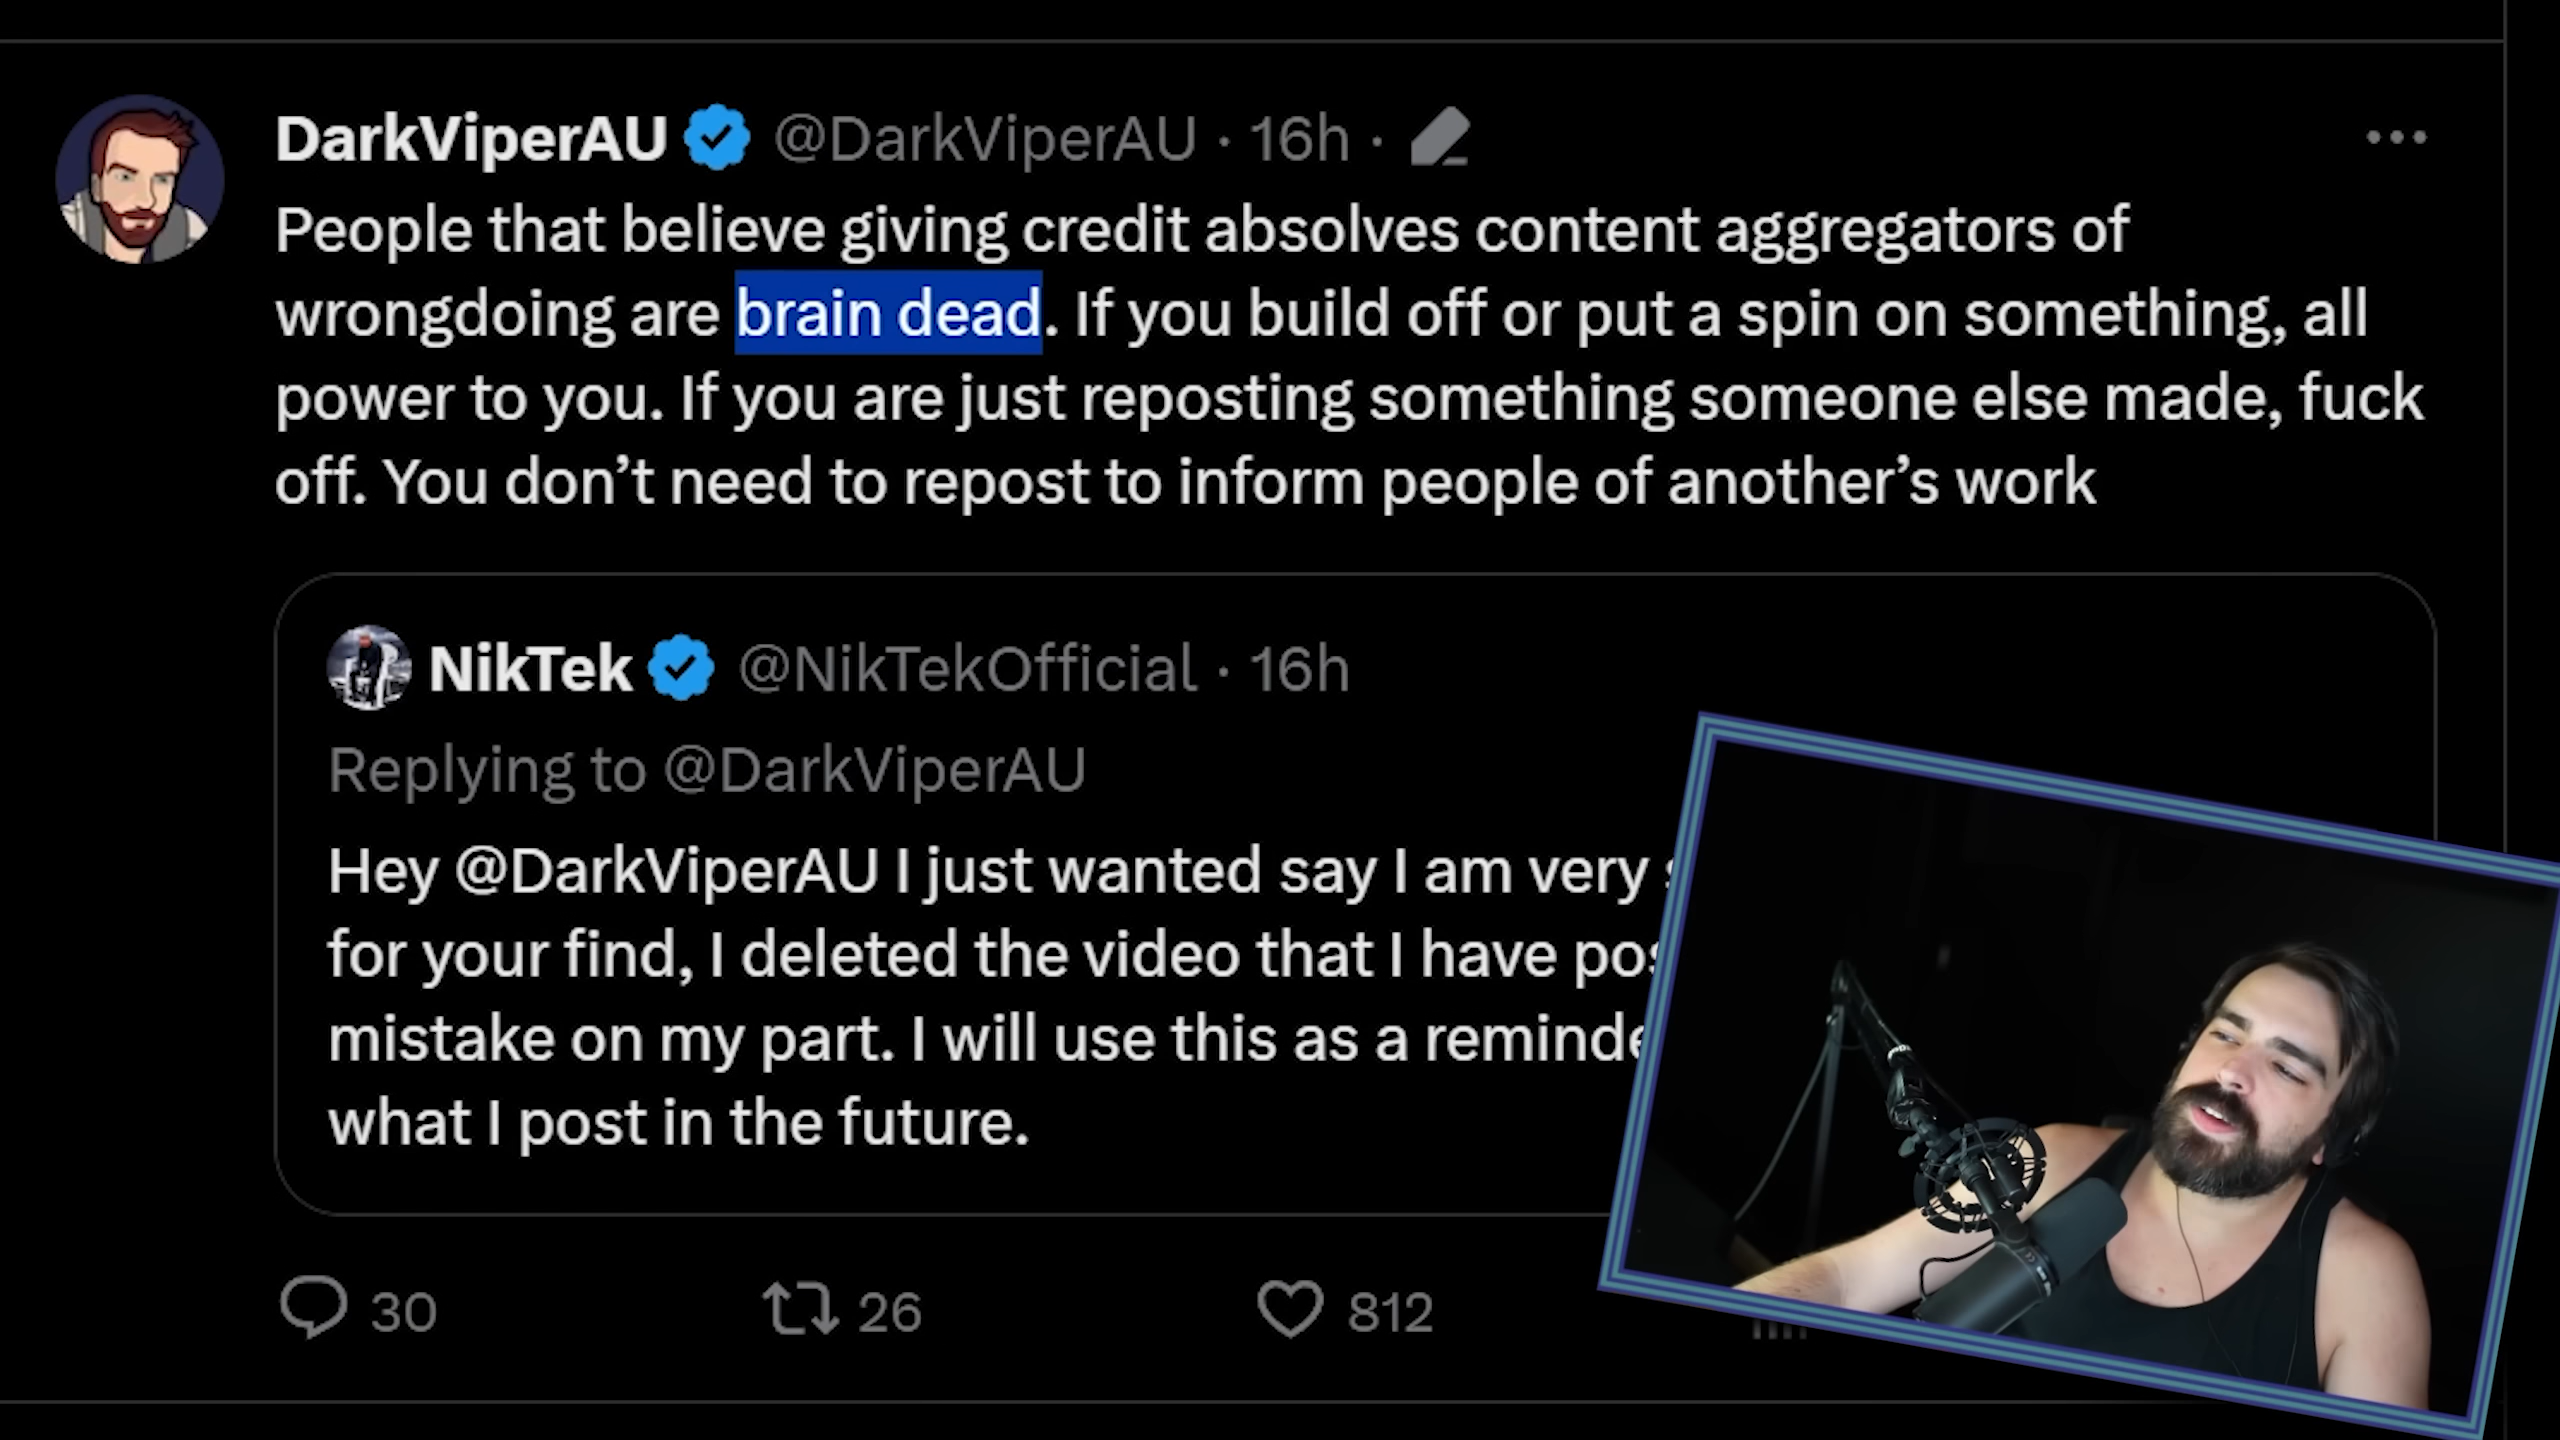 DarkViperAU @DarkViperAU · 16h ·
People that believe giving credit absolves content aggregators of
wrongdoing are brain dead. If you build off or put a spin on something, all
power to you. If you are just reposting something someone else made, fuck
off. You don’t need to repost to inform people of another’s work
NikTek @NikTekOfficial · 16h
Replying to @DarkViperAU
Hey @DarkViperAU I just wanted say I am very
for your find, I deleted the video that I have
mistake on my part. I will use this as a
what I post in the future.
30 26 812